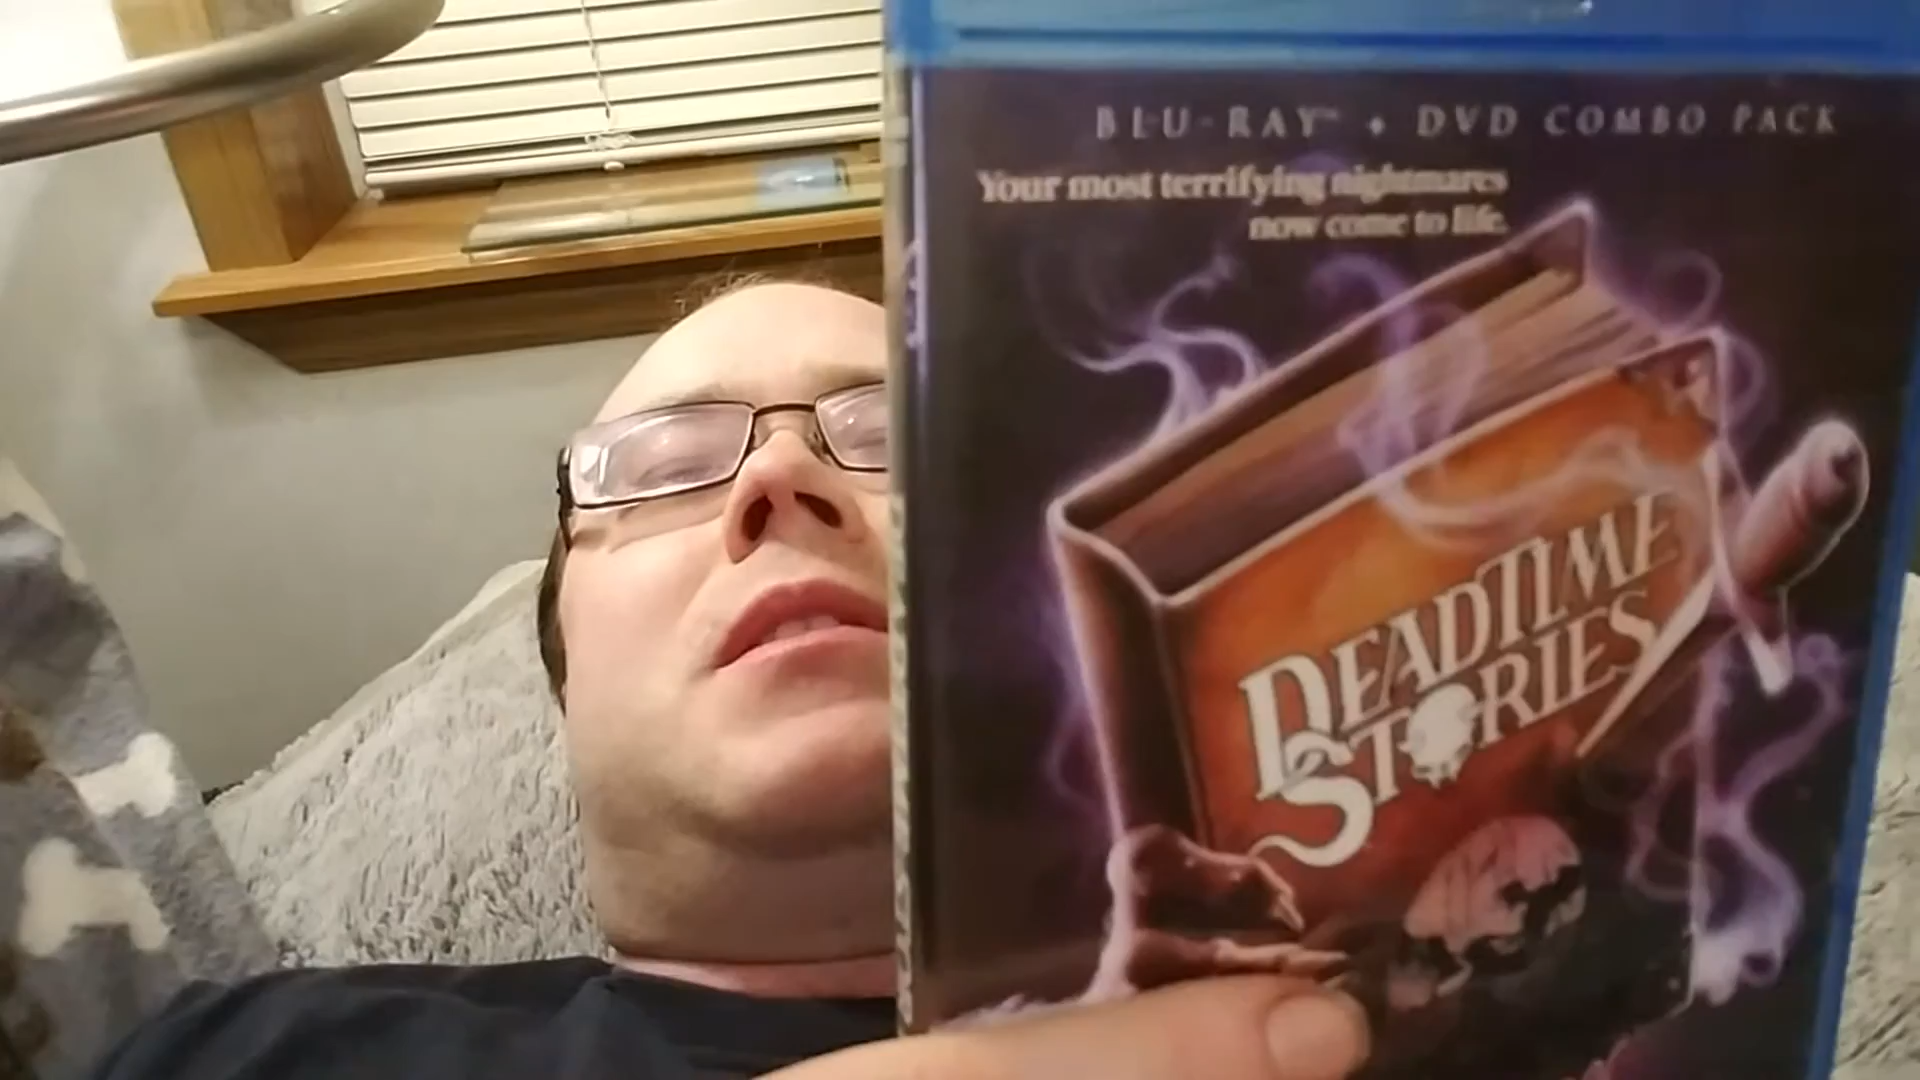 BLU-RAY™ + DVD COMBO PACK
Your most terrifying nightmares
now come to life.
DEADTIME
STORIES